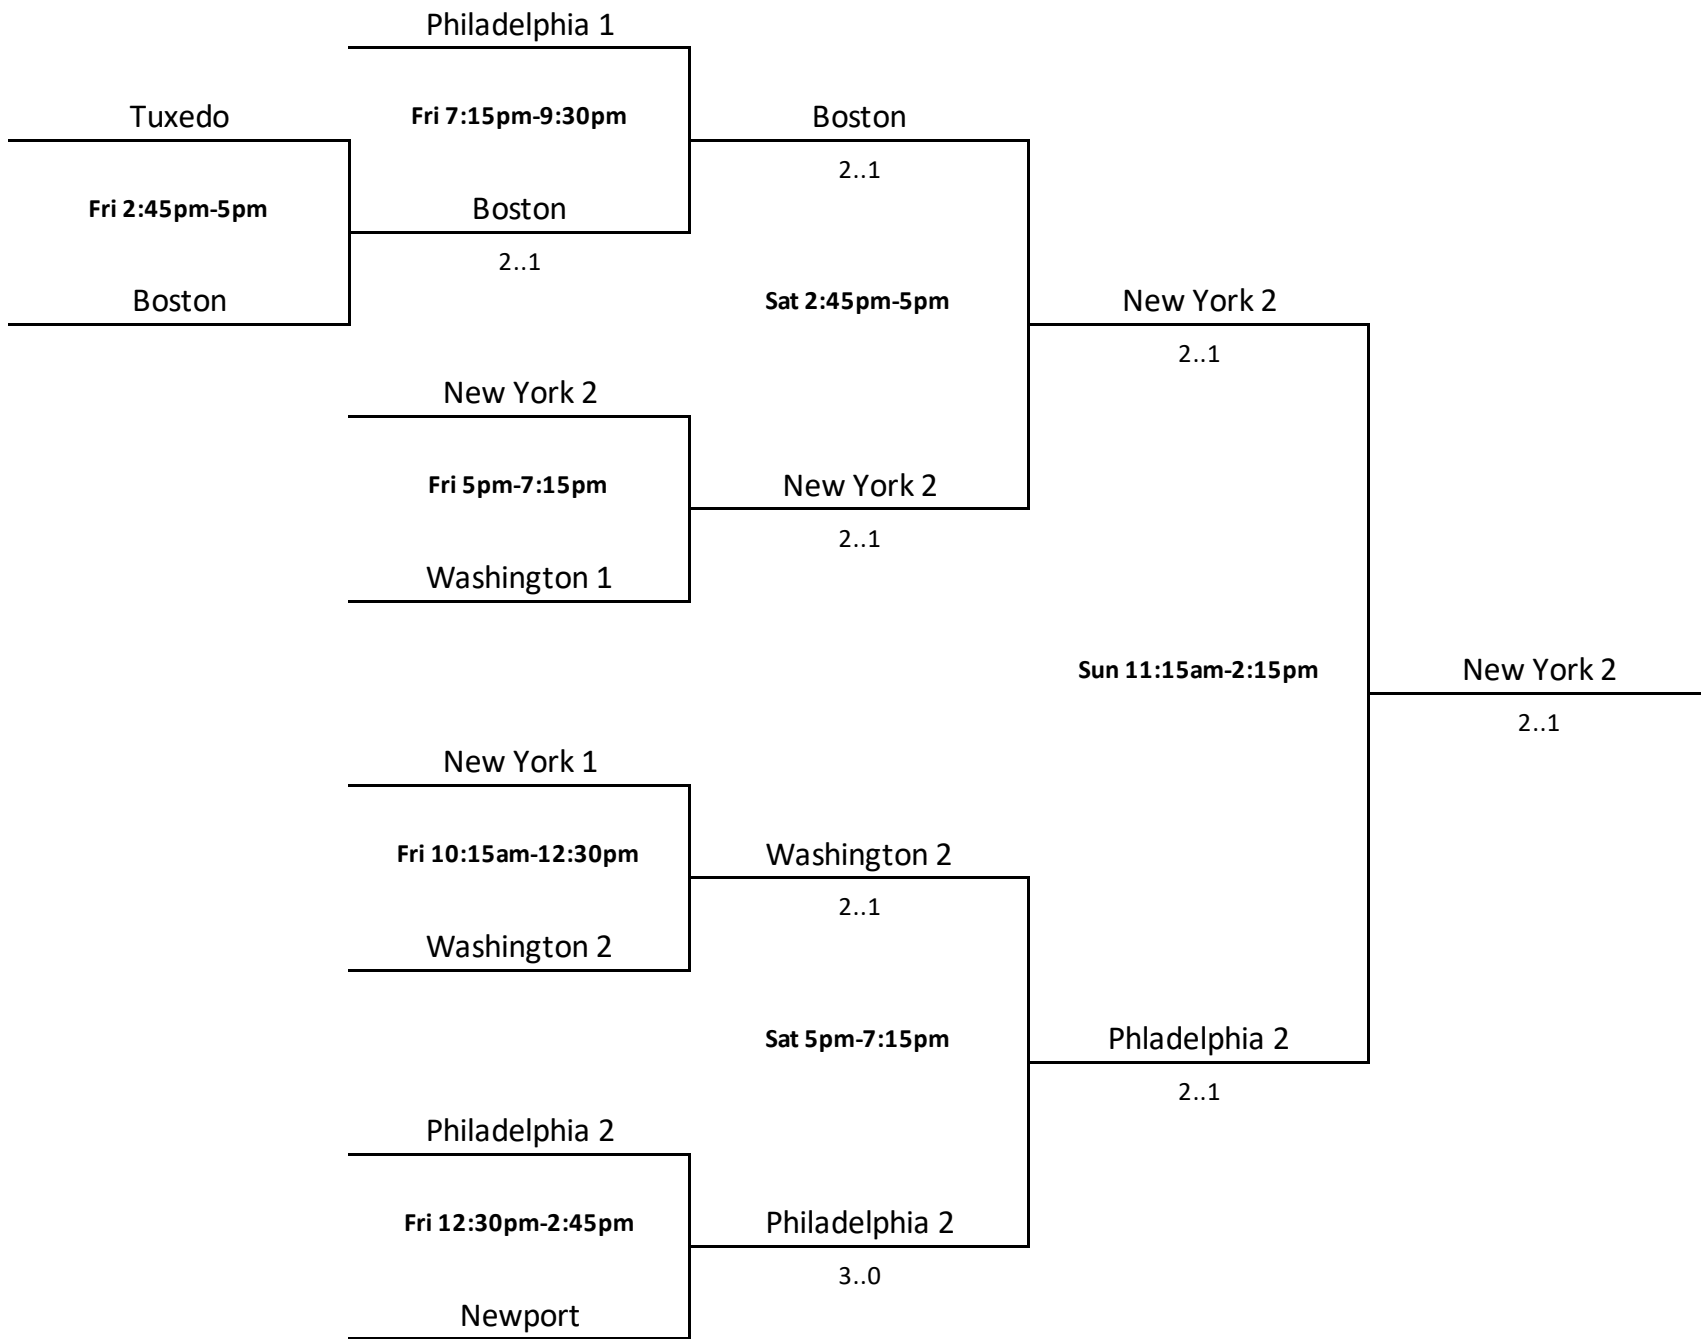 Philadelphia 1
Tuxedo
Fri 7:15pm-9:30pm
Boston
2..1
Fri 2:45pm-5pm
Boston
2..1
Boston
Sat 2:45pm-5pm
New York 2
2..1
New York 2
Fri 5pm-7:15pm
New York 2
2..1
Washington 1
Sun 11:15am-2:15pm
New York 2
2..1
New York 1
Fri 10:15am-12:30pm
Washington 2
2..1
Washington 2
Sat 5pm-7:15pm
Phladelphia 2
2..1
Philadelphia 2
Fri 12:30pm-2:45pm
Philadelphia 2
3..0
Newport